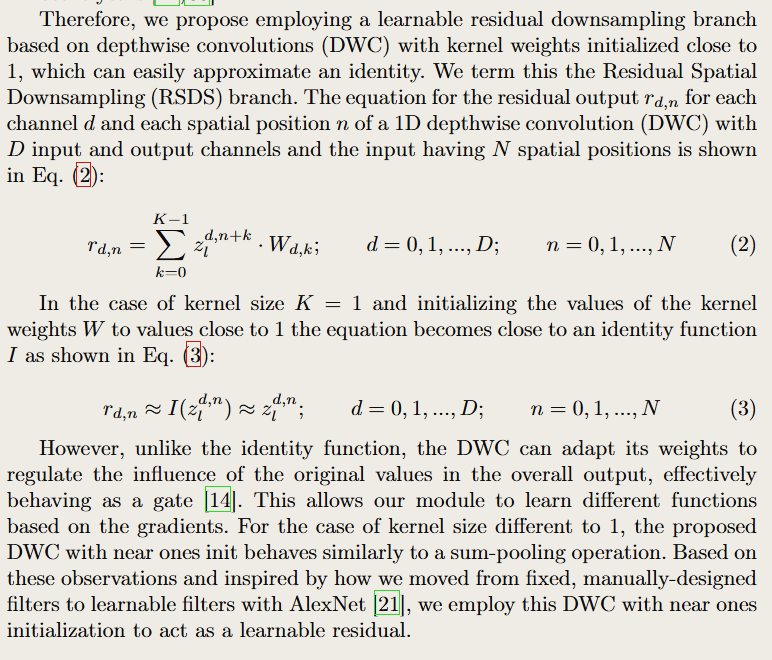 Therefore, we propose employing a learnable residual downsampling branch
based on depthwise convolutions (DWC) with kernel weights initialized close to
1, which can easily approximate an identity. We term this the Residual Spatial
Downsampling (RSDS) branch. The equation for the residual output r_{d,n} for each
channel d and each spatial position n of a 1D depthwise convolution (DWC) with
D input and output channels and the input having N spatial positions is shown
in Eq. (2):
r_{d,n} = \sum_{k=0}^{K-1} z_l^{d,n+k} · W_{d,k}; d = 0, 1, ..., D; n = 0, 1, ..., N (2)
In the case of kernel size K = 1 and initializing the values of the kernel
weights W to values close to 1 the equation becomes close to an identity function
I as shown in Eq. (3):
r_{d,n} ≈ I(z_l^{d,n}) ≈ z_l^{d,n}; d = 0, 1, ..., D; n = 0, 1, ..., N (3)
However, unlike the identity function, the DWC can adapt its weights to
regulate the influence of the original values in the overall output, effectively
behaving as a gate [14]. This allows our module to learn different functions
based on the gradients. For the case of kernel size different to 1, the proposed
DWC with near ones init behaves similarly to a sum-pooling operation. Based on
these observations and inspired by how we moved from fixed, manually-designed
filters to learnable filters with AlexNet [21], we employ this DWC with near ones
initialization to act as a learnable residual.